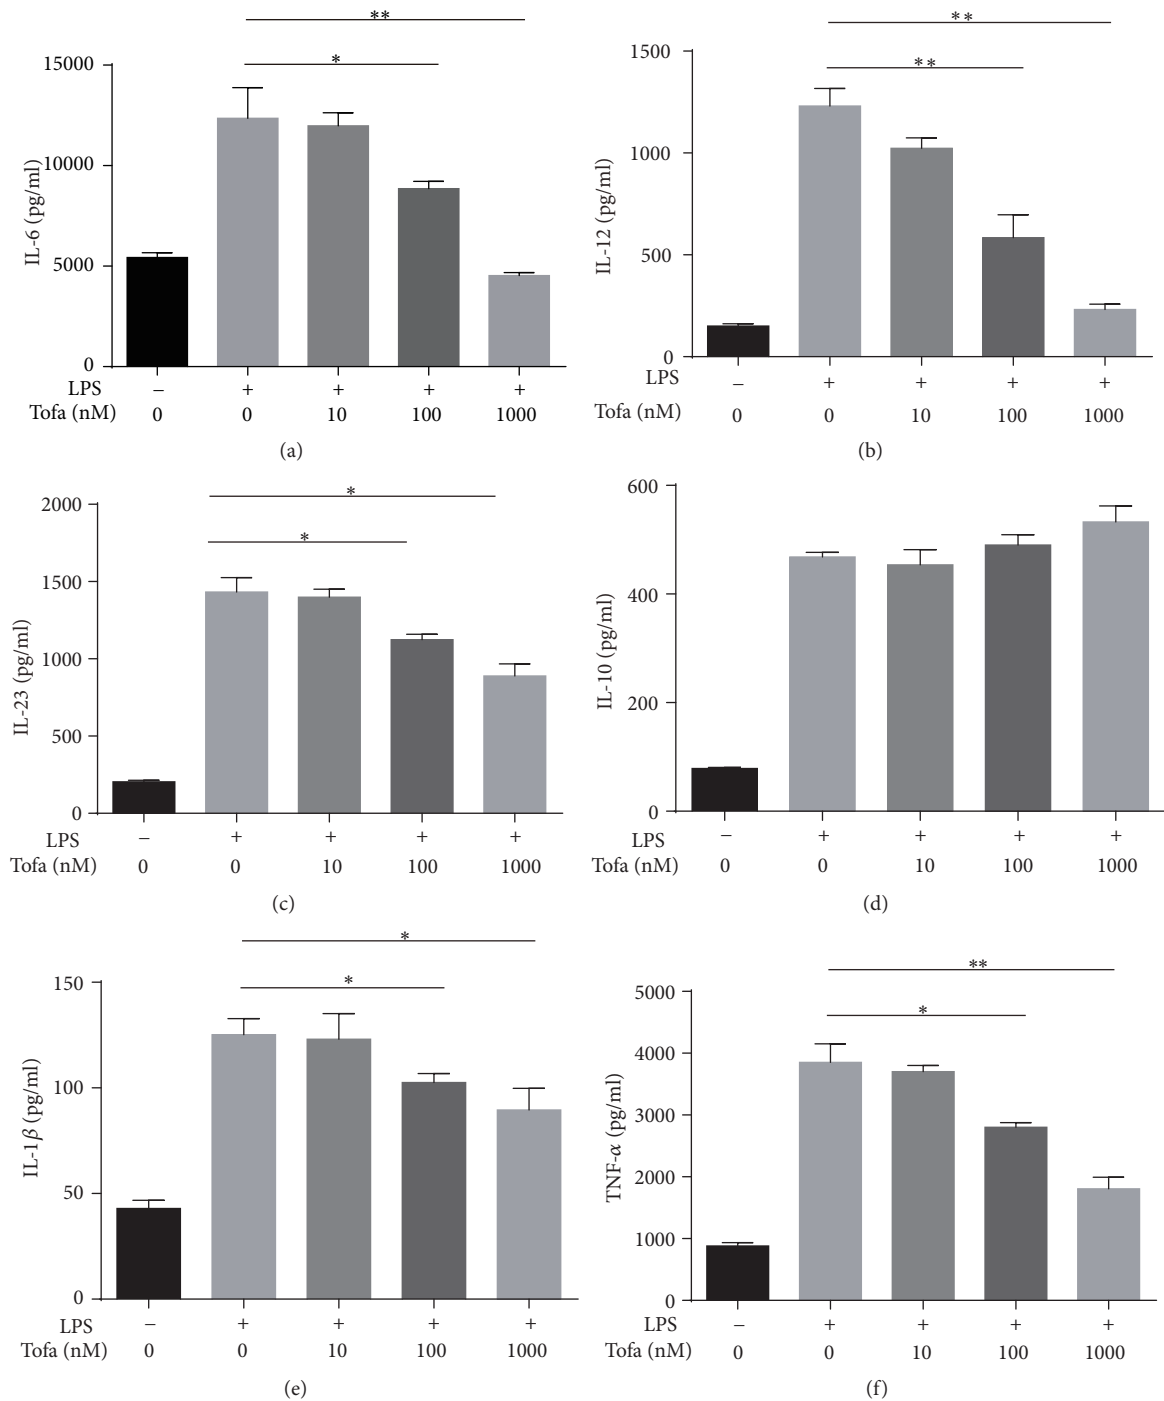 **
*
15000
10000
5000
0
IL-6 (pg/ml)
LPS − + + + +
Tofa (nM) 0 0 10 100 1000
(a)
**
**
1500
1000
500
0
IL-12 (pg/ml)
LPS − + + + +
Tofa (nM) 0 0 10 100 1000
(b)
*
*
2000
1500
1000
500
0
IL-23 (pg/ml)
LPS − + + + +
Tofa (nM) 0 0 10 100 1000
(c)
600
400
200
0
IL-10 (pg/ml)
LPS − + + + +
Tofa (nM) 0 0 10 100 1000
(d)
*
*
150
100
50
0
IL-1β (pg/ml)
LPS − + + + +
Tofa (nM) 0 0 10 100 1000
(e)
**
*
5000
4000
3000
2000
1000
0
TNF-α (pg/ml)
LPS − + + + +
Tofa (nM) 0 0 10 100 1000
(f)